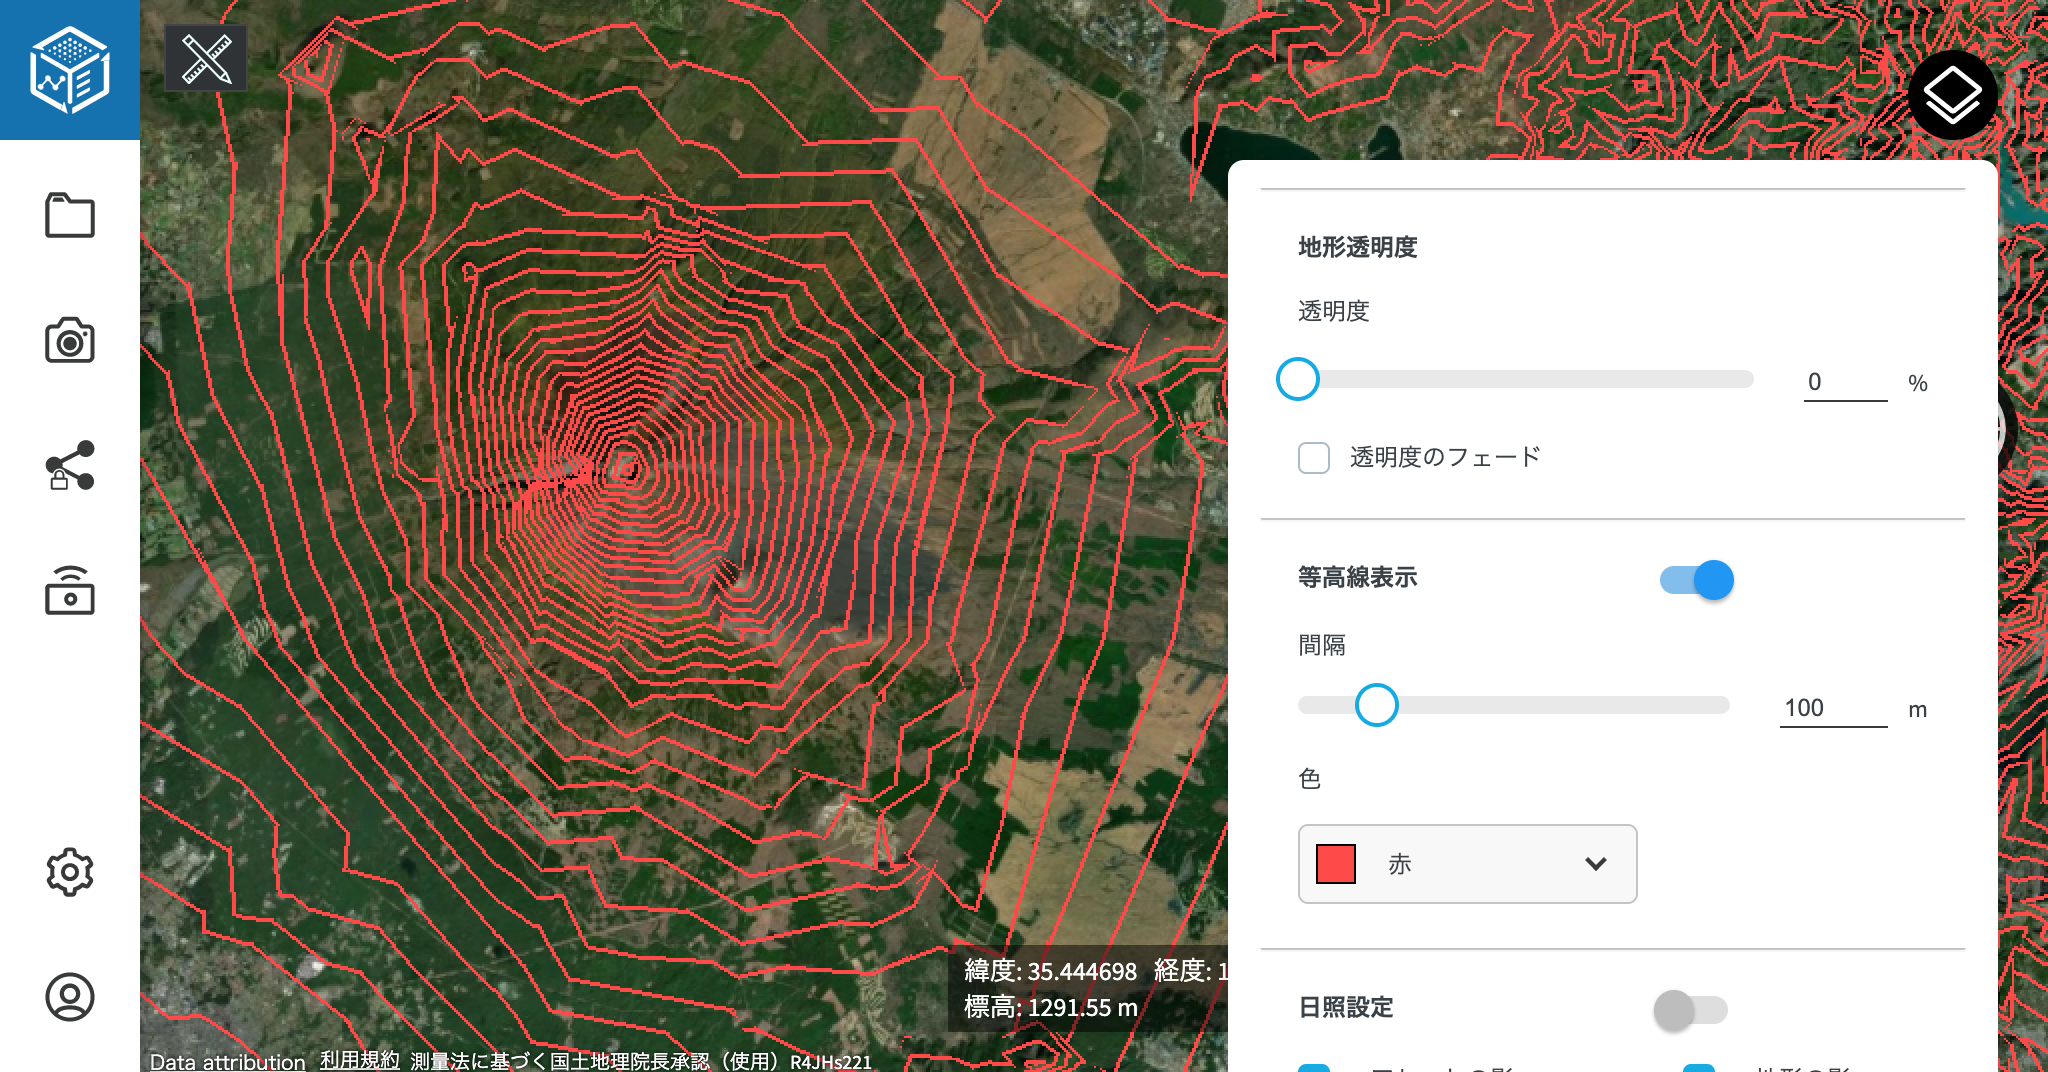 地形透明度
透明度
0 %
透明度のフェード
等高線表示
間隔
100 m
色
赤
緯度: 35.444698 経度: 1
標高: 1291.55 m
日照設定
Data attribution 利用規約 測量法に基づく国土地理院長承認（使用）R4JHs221